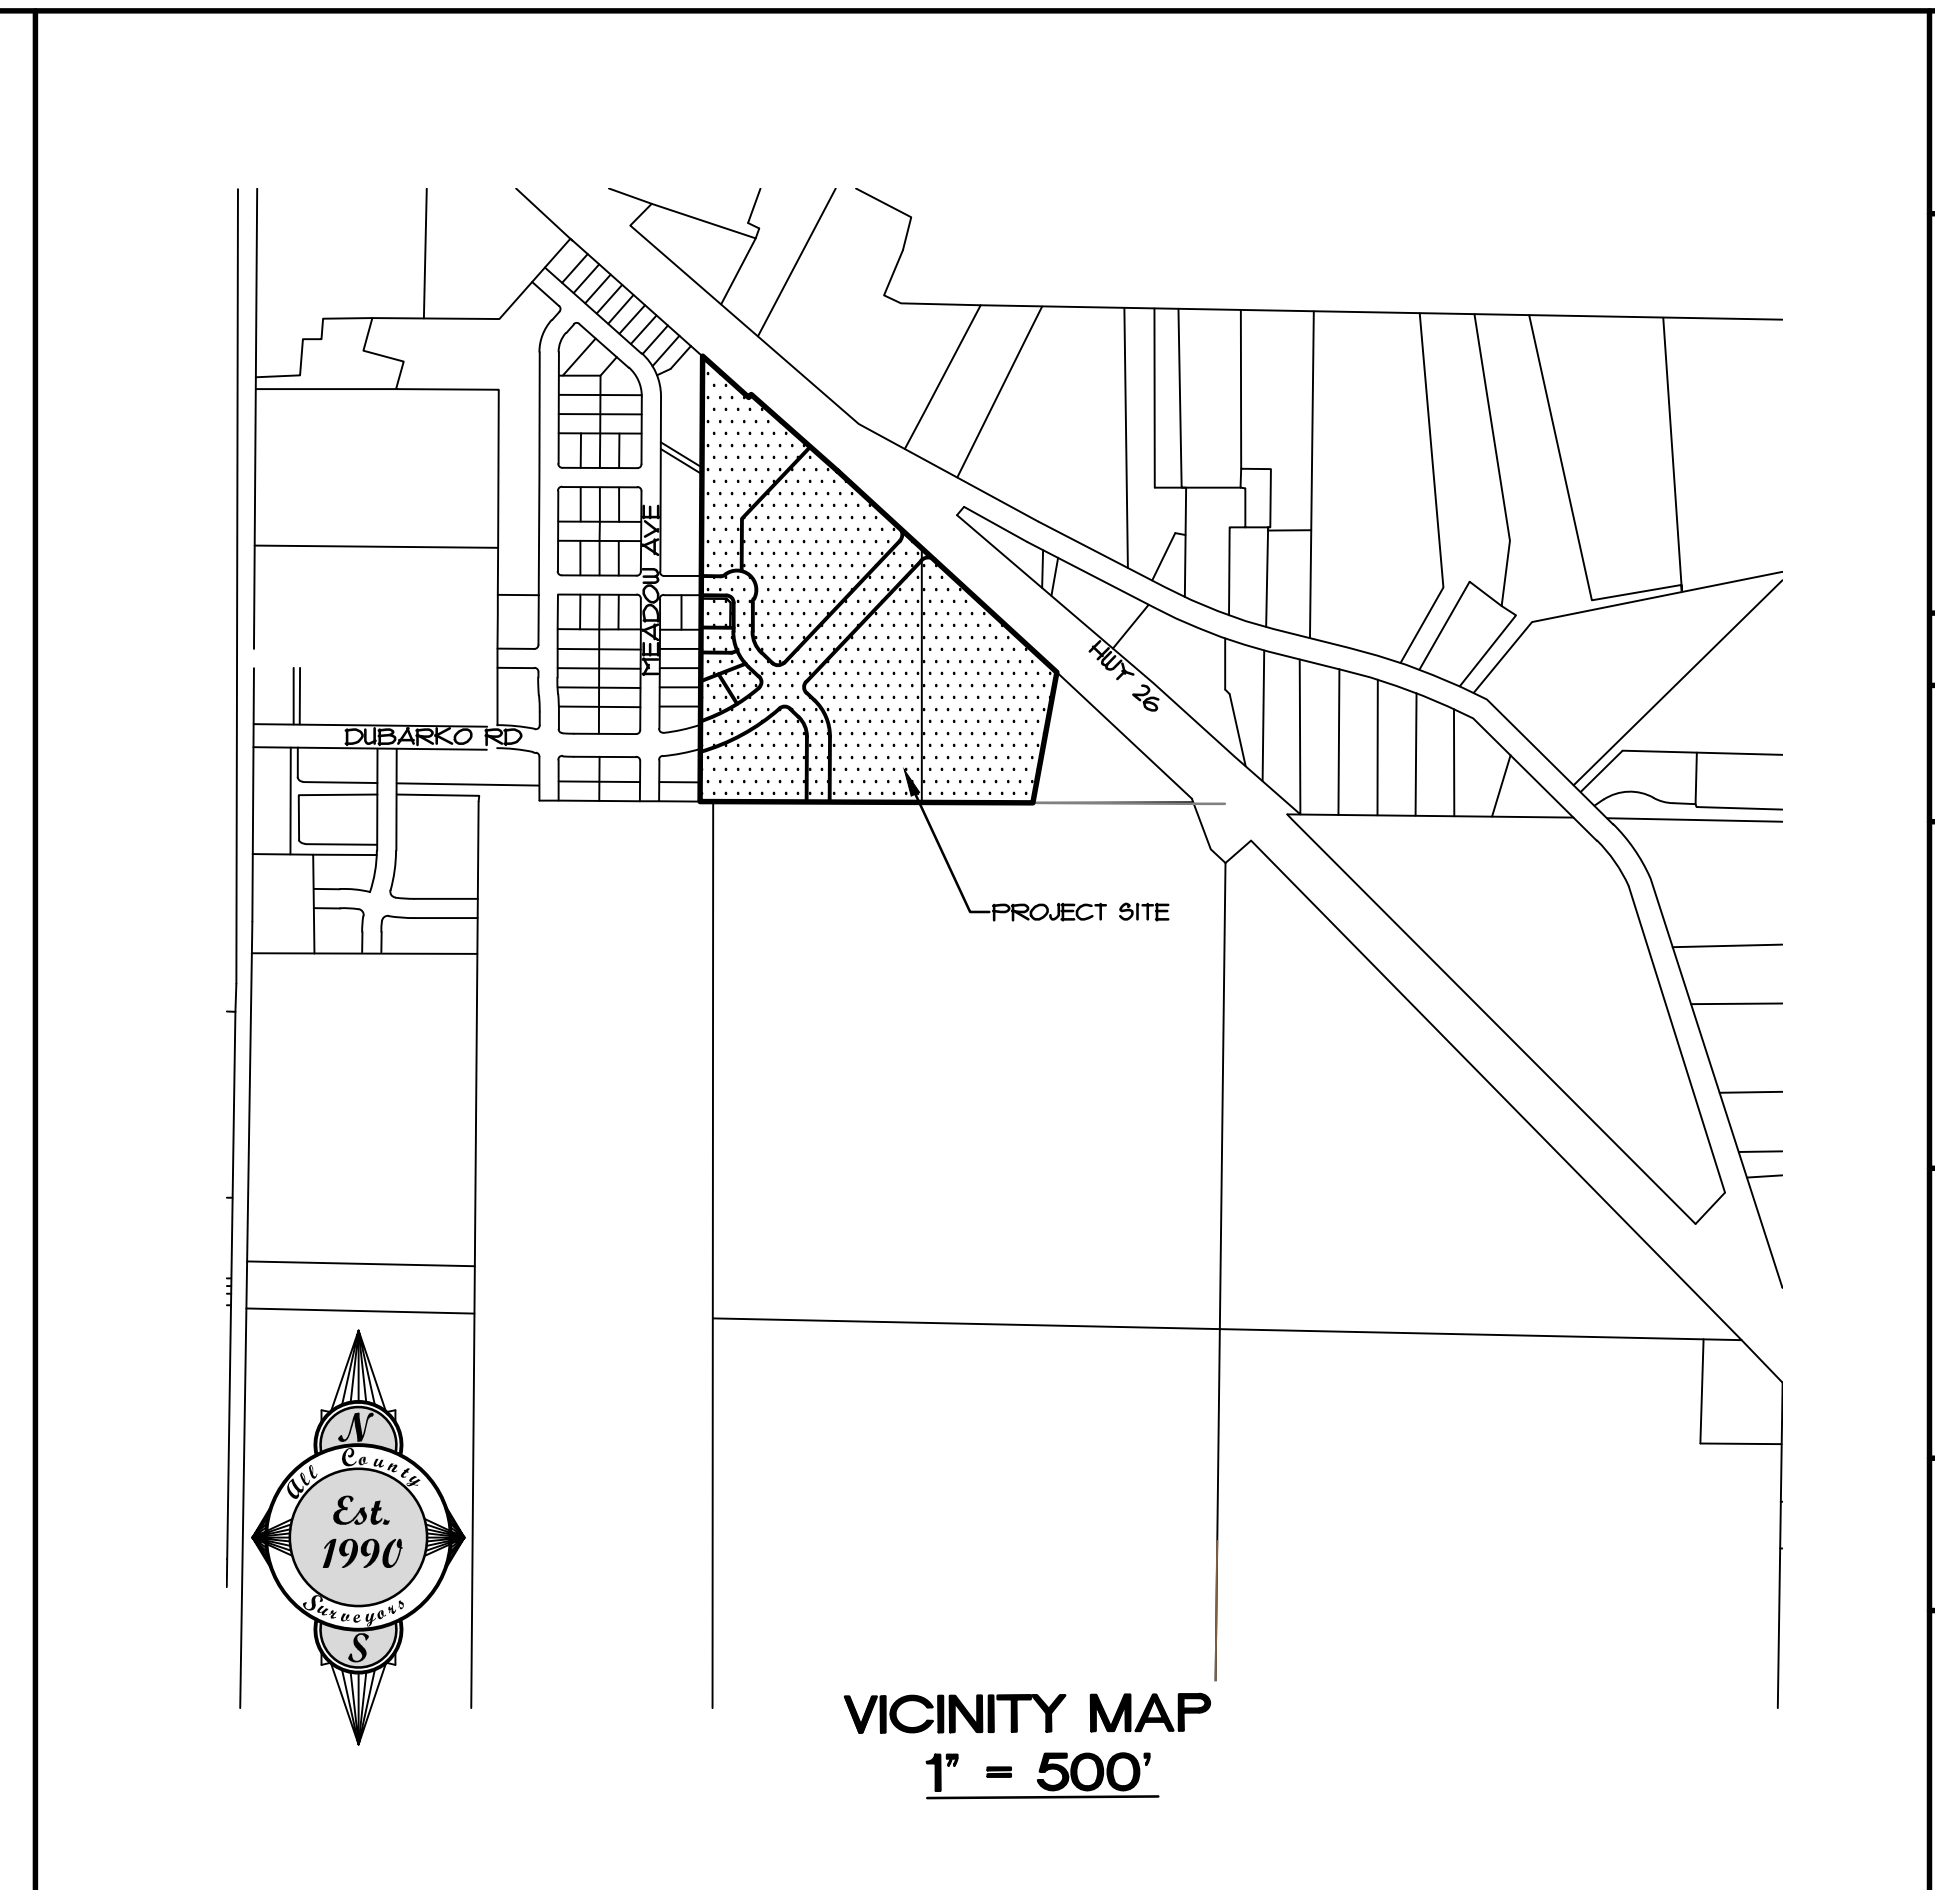 MEADOW AVE
HWY 26
DUBARKO RD
PROJECT SITE
N
All County
Est.
1990
Surveyors
S
VICINITY MAP
1" = 500'